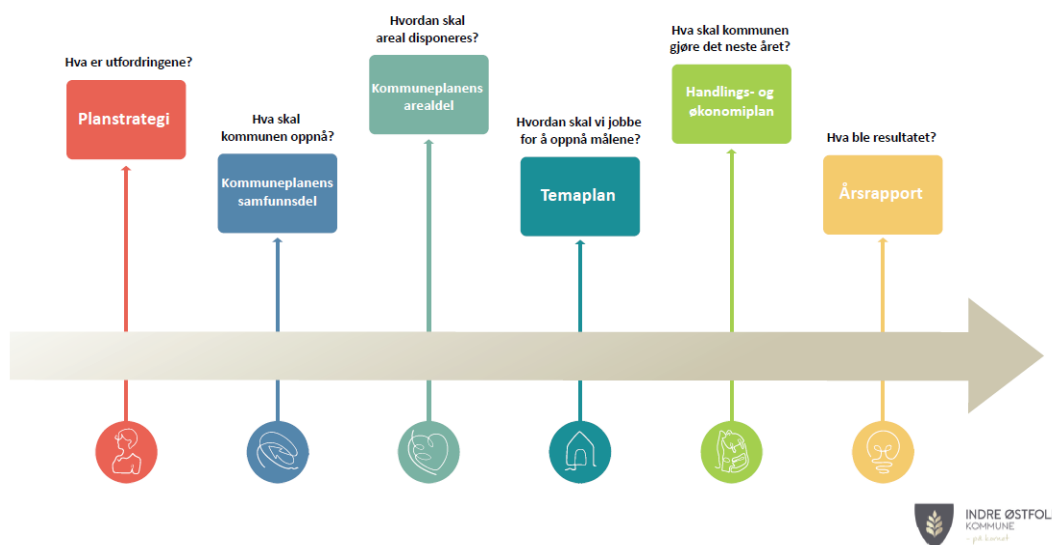 Hva er utfordringene?
Planstrategi
Hva skal
kommunen oppnå?
Kommuneplanens
samfunnsdel
Hvordan skal
areal disponeres?
Kommuneplanens
arealdel
Hvordan skal vi jobbe
for å oppnå målene?
Temaplan
Hva skal kommunen
gjøre det neste året?
Handlings- og
økonomiplan
Hva ble resultatet?
Årsrapport
INDRE ØSTFOL
KOMMUNE
– på kornet